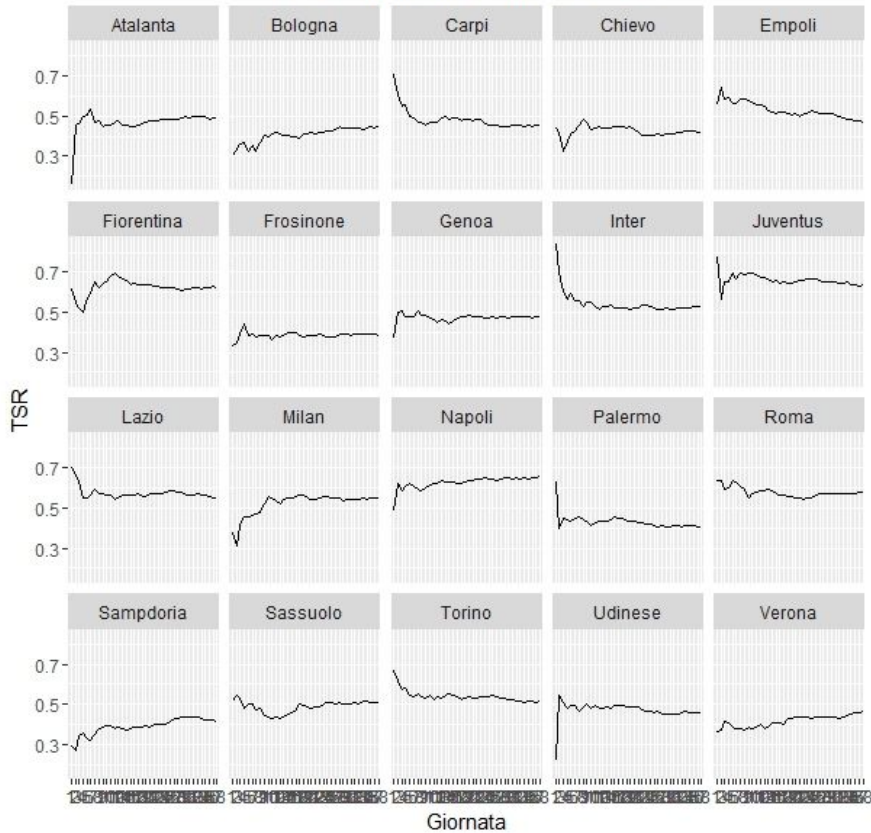 Atalanta Bologna Carpi Chievo Empoli
0.7
0.5
0.3
Fiorentina Frosinone Genoa Inter Juventus
0.7
0.5
0.3
TSR
Lazio Milan Napoli Palermo Roma
0.7
0.5
0.3
Sampdoria Sassuolo Torino Udinese Verona
0.7
0.5
0.3
Giornata